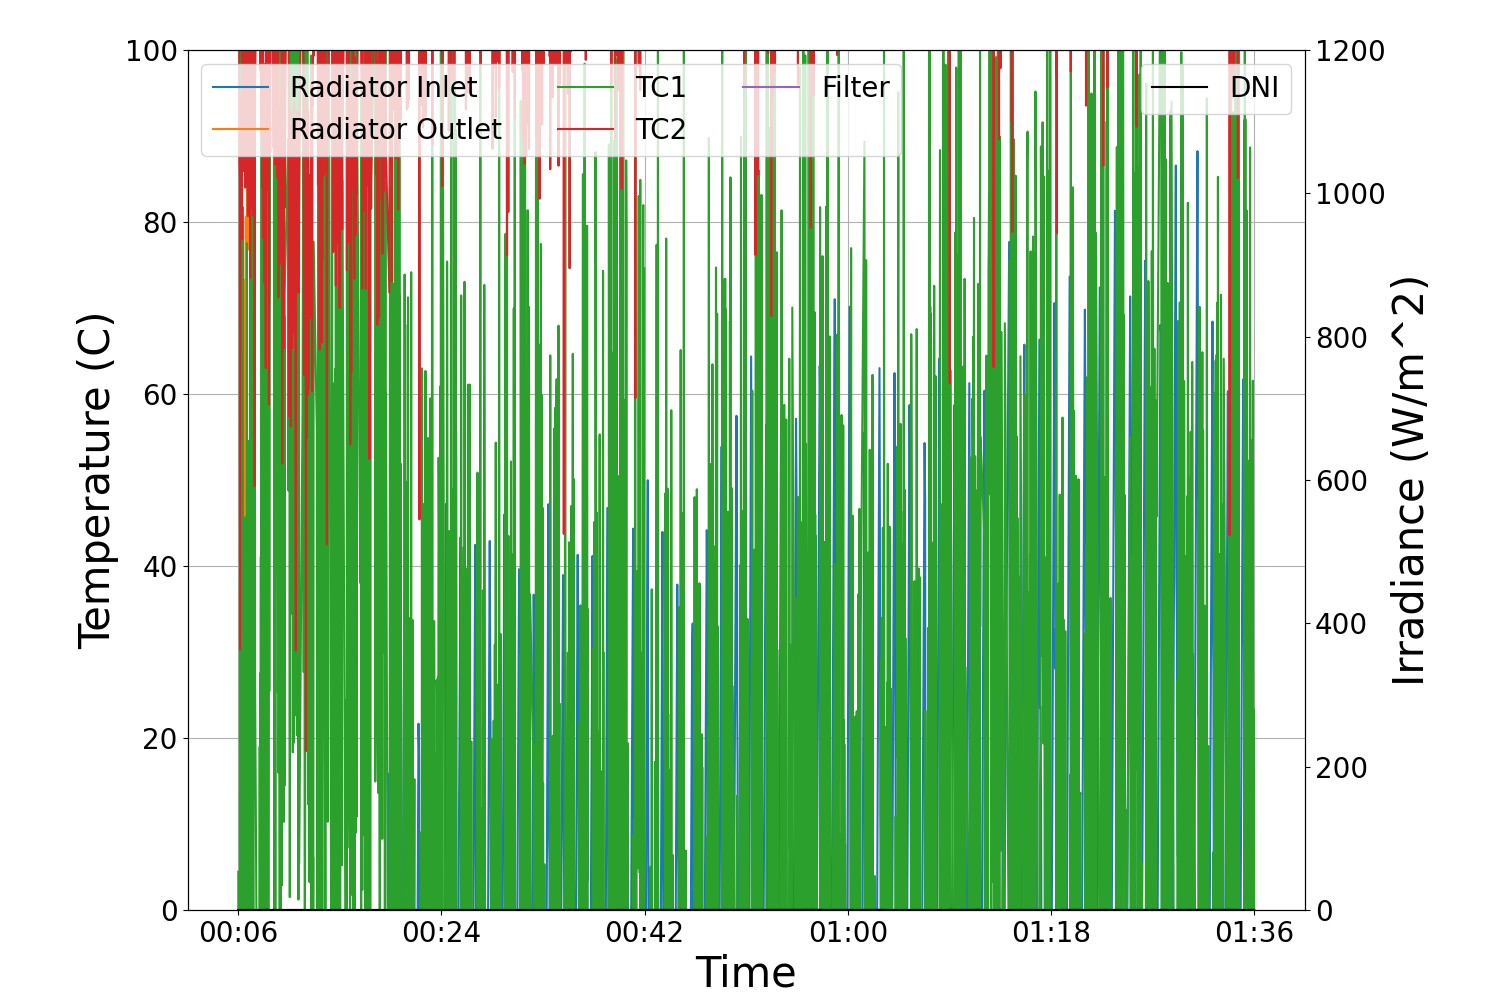 100
80
60
40
20
0
Temperature (C)
Radiator Inlet
Radiator Outlet
TC1
TC2
Filter
DNI
1200
1000
800
600
400
200
0
Irradiance (W/m^2)
00:06 00:24 00:42 01:00 01:18 01:36
Time